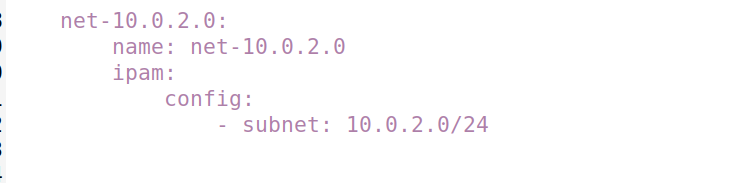 net-10.0.2.0:
name: net-10.0.2.0
ipam:
config:
- subnet: 10.0.2.0/24